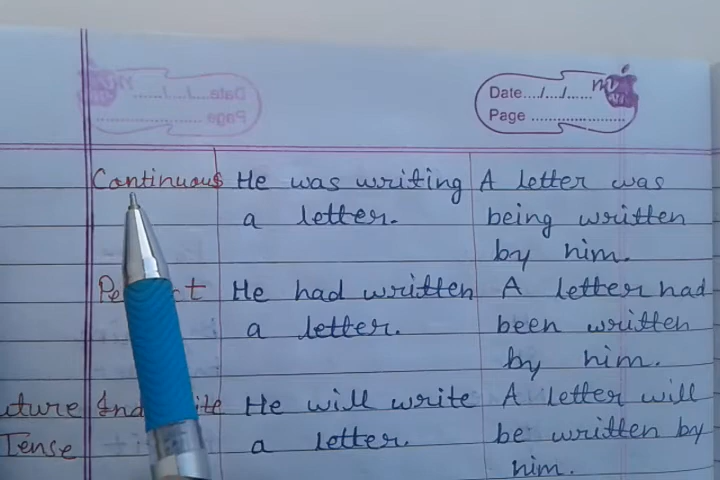 Date..../..../......
Page ........................
Continuous He was writing A letter was
a letter. being written
by him.
He had written A letter had
a letter. been written
by him.
He will write A letter will
Tense a letter. be written by
him.